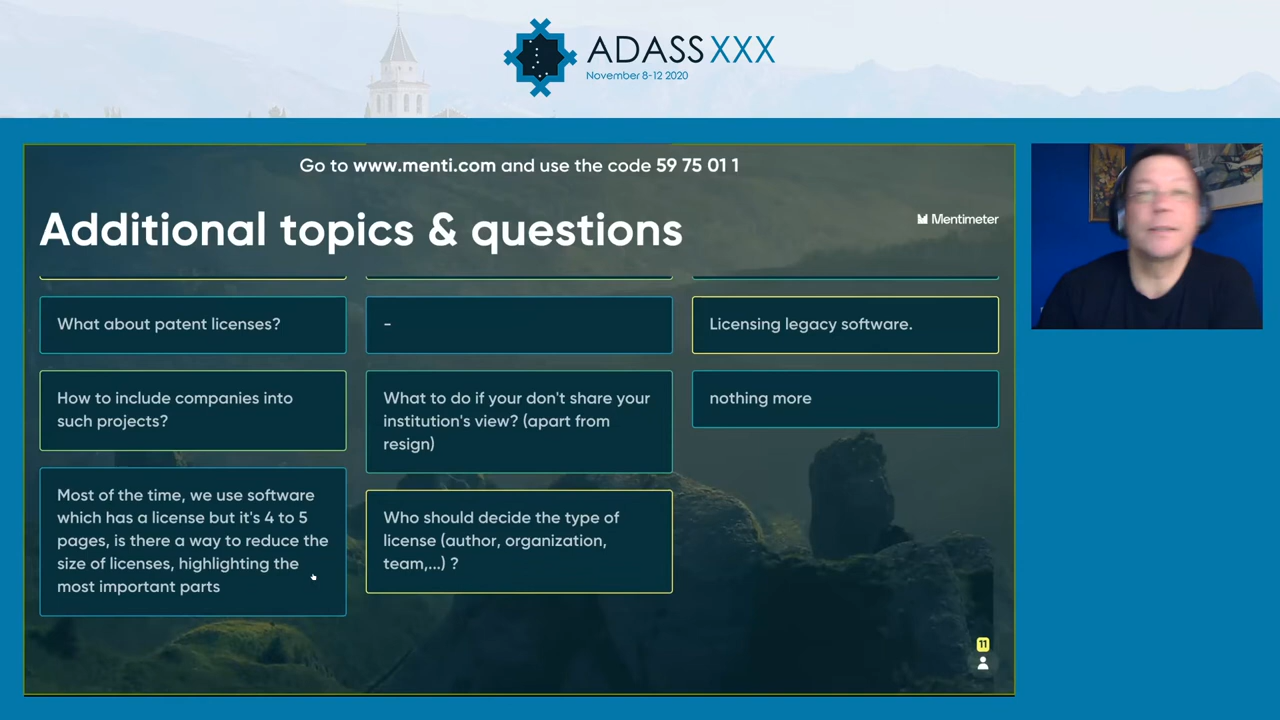 ADASS XXX
November 8-12 2020
Go to www.menti.com and use the code 59 75 01 1
Additional topics & questions
Mentimeter
What about patent licenses?
-
Licensing legacy software.
How to include companies into
such projects?
What to do if your don't share your
institution's view? (apart from
resign)
nothing more
Most of the time, we use software
which has a license but it's 4 to 5
pages, is there a way to reduce the
size of licenses, highlighting the
most important parts
Who should decide the type of
license (author, organization,
team,...) ?
11